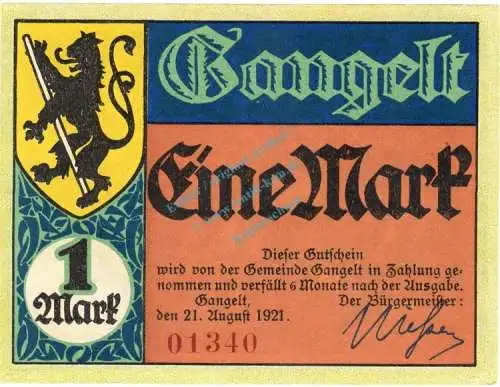 Gangelt
Eine Mark
1
Mark
Dieser Gutschein
wird von der Gemeinde Gangelt in Zahlung ge-
nommen und verfällt 6 Monate nach der Ausgabe.
Gangelt, Der Bürgermeister:
den 21. August 1921.
01340